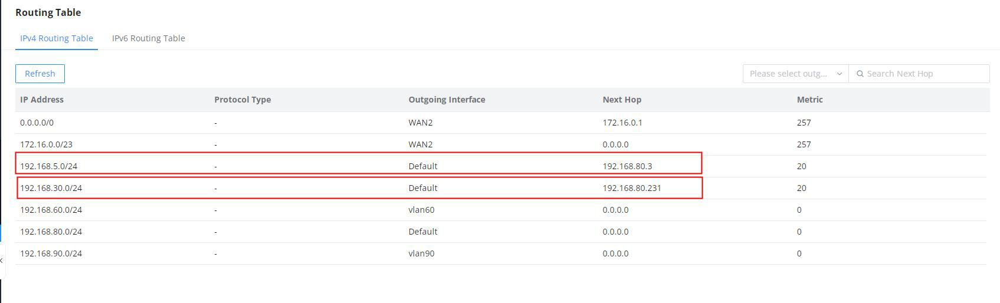 Routing Table
IPv4 Routing Table IPv6 Routing Table
Refresh Please select outg... Search Next Hop
IP Address Protocol Type Outgoing Interface Next Hop Metric
0.0.0.0/0 - WAN2 172.16.0.1 257
172.16.0.0/23 - WAN2 0.0.0.0 257
192.168.5.0/24 - Default 192.168.80.3 20
192.168.30.0/24 - Default 192.168.80.231 20
192.168.60.0/24 - vlan60 0.0.0.0 0
192.168.80.0/24 - Default 0.0.0.0 0
192.168.90.0/24 - vlan90 0.0.0.0 0